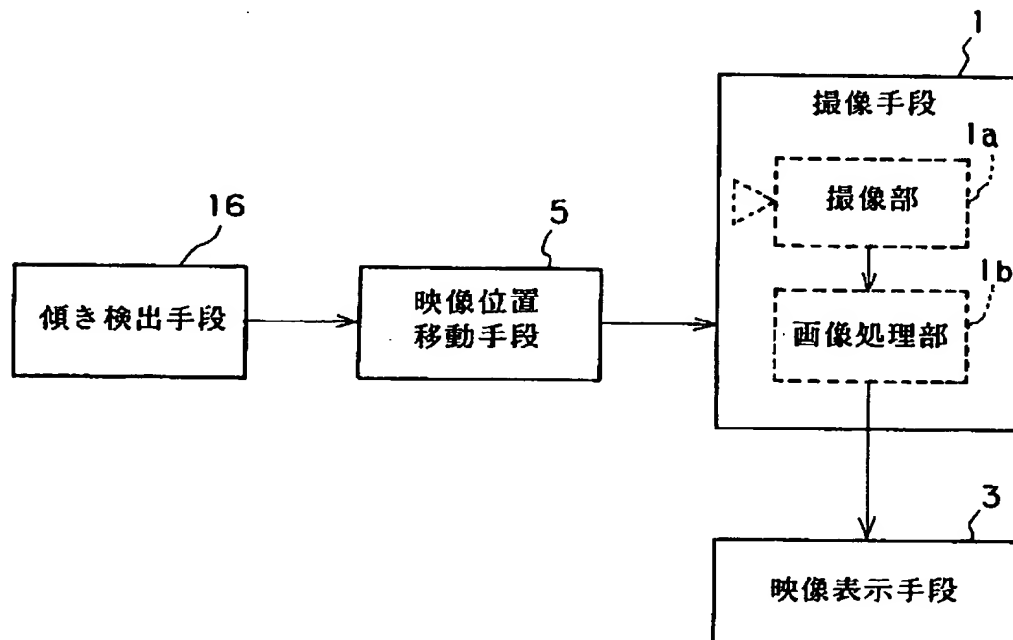 1
撮像手段
1a
撮像部
16
5
1b
傾き検出手段
映像位置
移動手段
画像処理部
3
映像表示手段